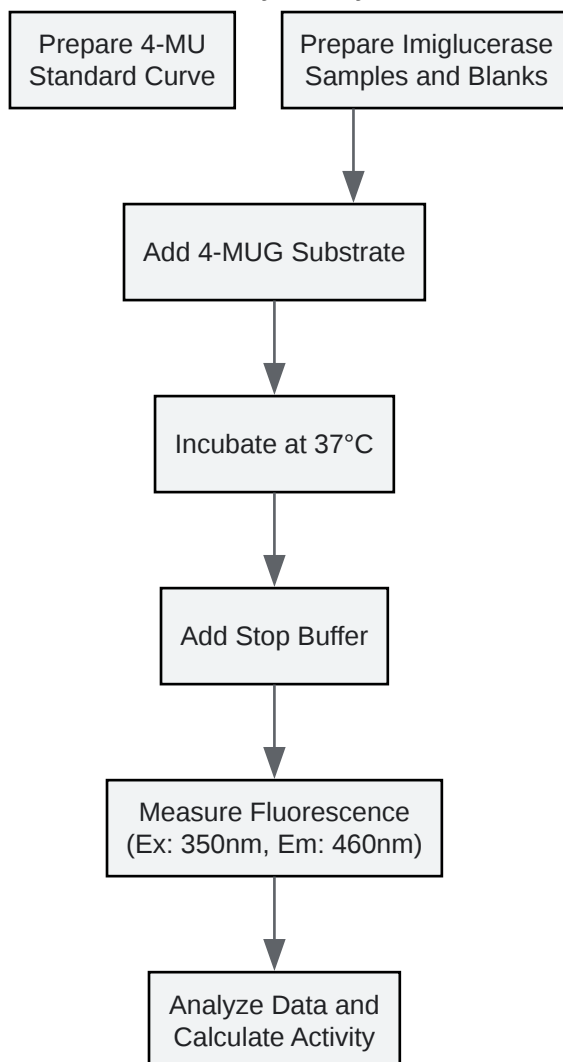 Prepare 4-MU
Standard Curve
Prepare Imiglucerase
Samples and Blanks
Add 4-MUG Substrate
Incubate at 37°C
Add Stop Buffer
Measure Fluorescence
(Ex: 350nm, Em: 460nm)
Analyze Data and
Calculate Activity